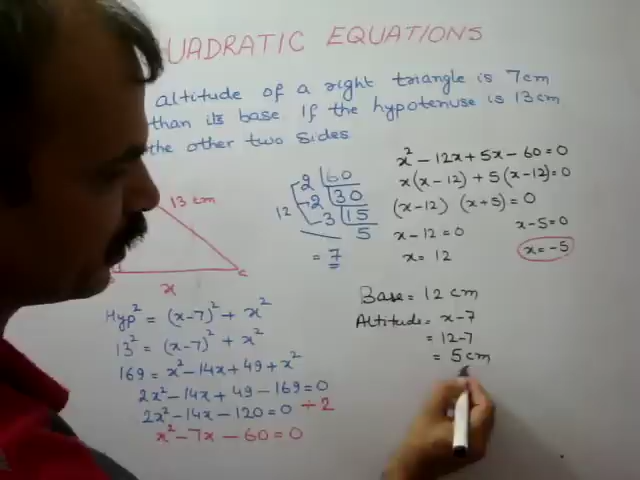 UADRATIC EQUATIONS
altitude of a right triangle is 7cm
than its base If the hypotenuse is 13cm
the other two sides
13 cm
C
x
Hyp² = (x-7)² + x²
13² = (x-7)² + x²
169 = x² - 14x + 49 + x²
2x² - 14x + 49 - 169 = 0
2x² - 14x - 120 = 0 ÷ 2
x² - 7x - 60 = 0
2 60
2 30
12 3 15
5
= 7
x² - 12x + 5x - 60 = 0
x(x-12) + 5(x-12) = 0
(x-12) (x+5) = 0
x - 12 = 0 x - 5 = 0
x = 12 x = -5
Base = 12 cm
Altitude = x - 7
= 12 - 7
= 5cm